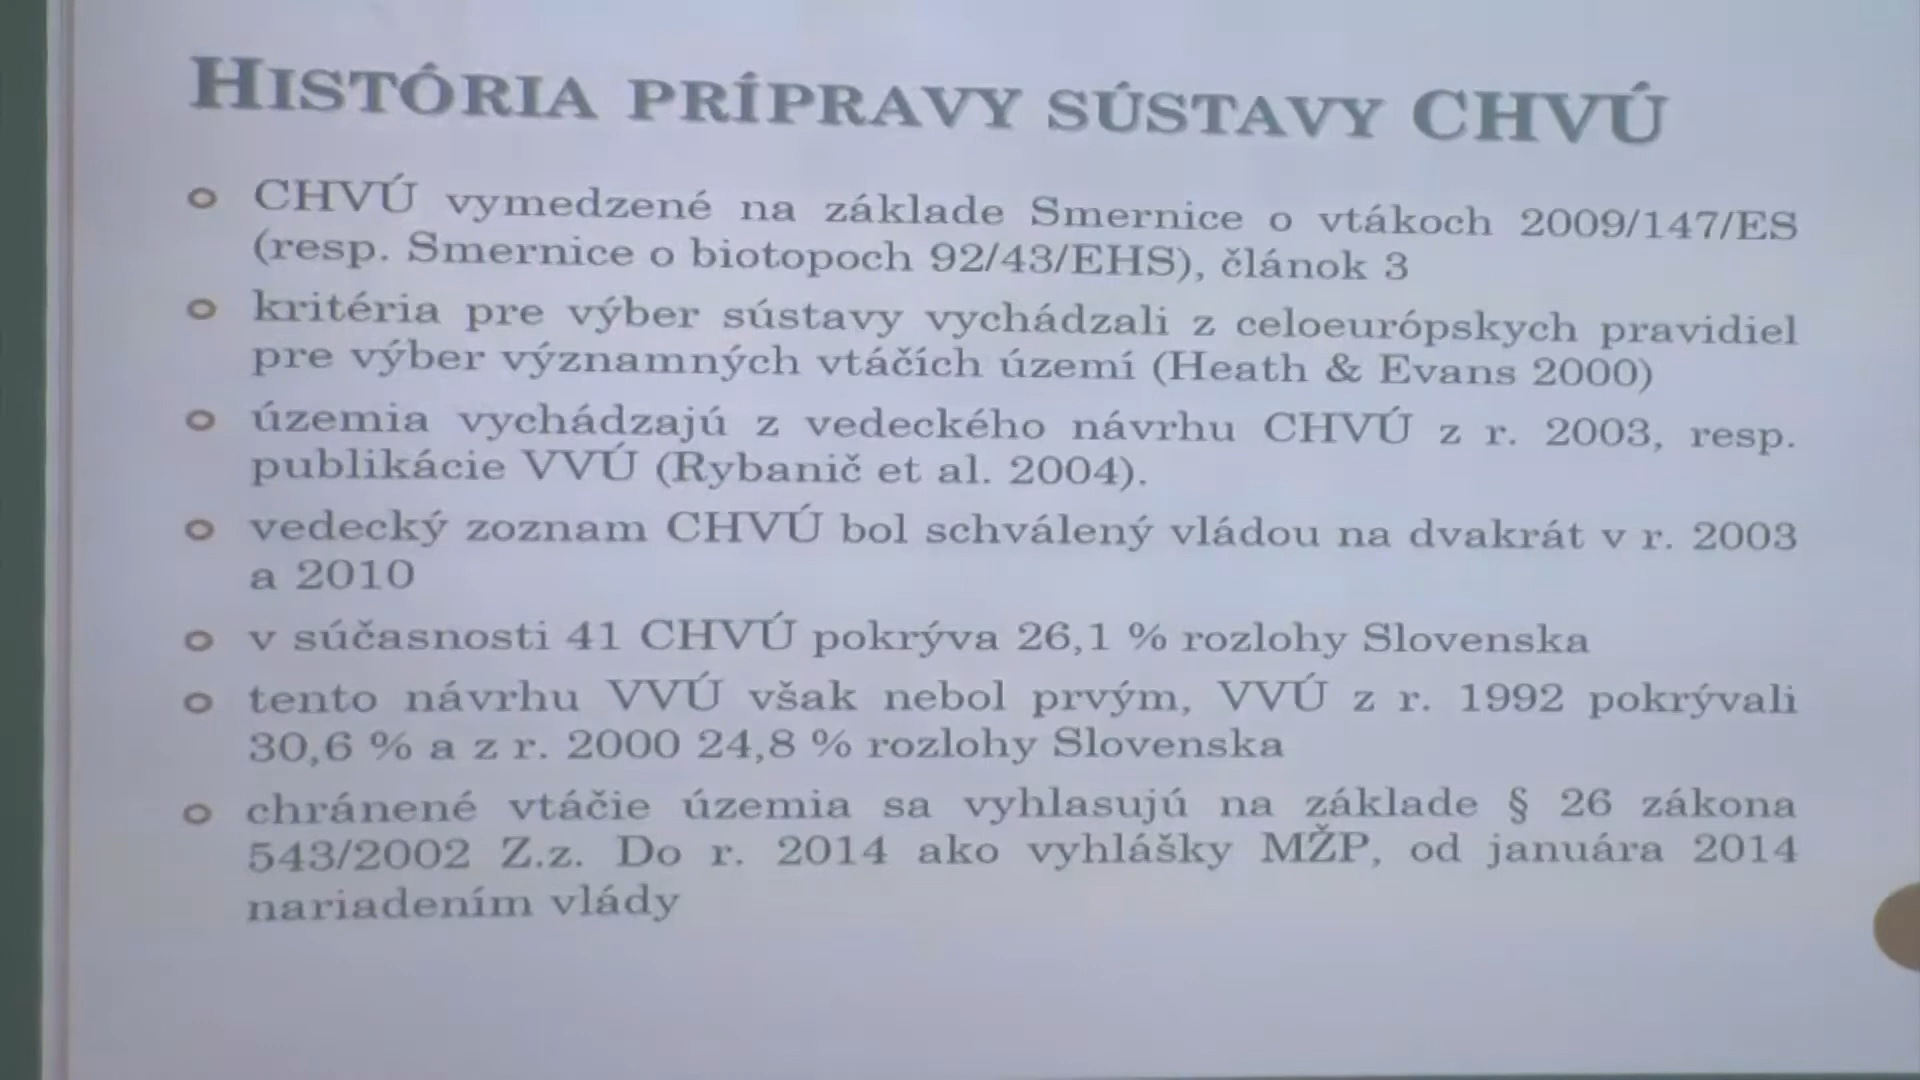 HISTÓRIA PRÍPRAVY SÚSTAVY CHVÚ
CHVÚ vymedzené na základe Smernice o vtákoch 2009/147/ES
(resp. Smernice o biotopoch 92/43/EHS), článok 3
kritéria pre výber sústavy vychádzali z celoeurópskych pravidiel
pre výber významných vtáčích území (Heath & Evans 2000)
územia vychádzajú z vedeckého návrhu CHVÚ z r. 2003, resp.
publikácie VVÚ (Rybanič et al. 2004).
vedecký zoznam CHVÚ bol schválený vládou na dvakrát v r. 2003
a 2010
v súčasnosti 41 CHVÚ pokrýva 26,1 % rozlohy Slovenska
tento návrhu VVÚ však nebol prvým, VVÚ z r. 1992 pokrývali
30,6 % a z r. 2000 24,8 % rozlohy Slovenska
chránené vtáčie územia sa vyhlasujú na základe § 26 zákona
543/2002 Z.z. Do r. 2014 ako vyhlášky MŽP, od januára 2014
nariadením vlády